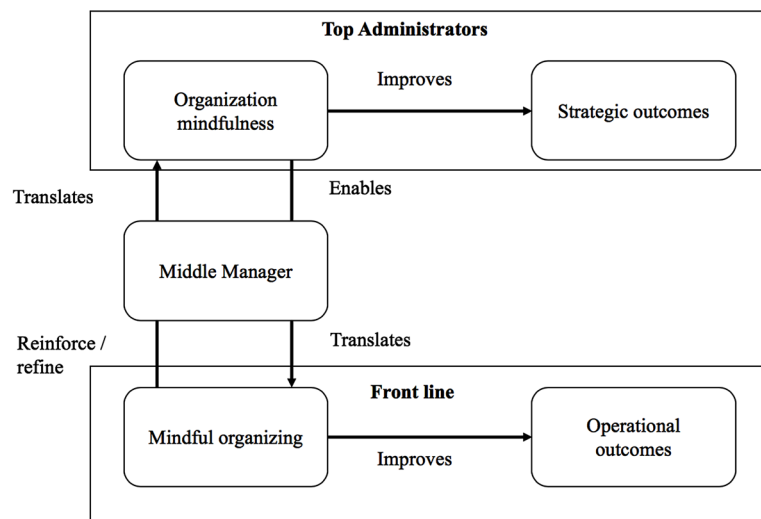 Top Administrators
Improves
Organization
mindfulness
Strategic outcomes
Translates
Enables
Middle Manager
Reinforce /
refine
Translates
Front line
Mindful organizing
Improves
Operational
outcomes